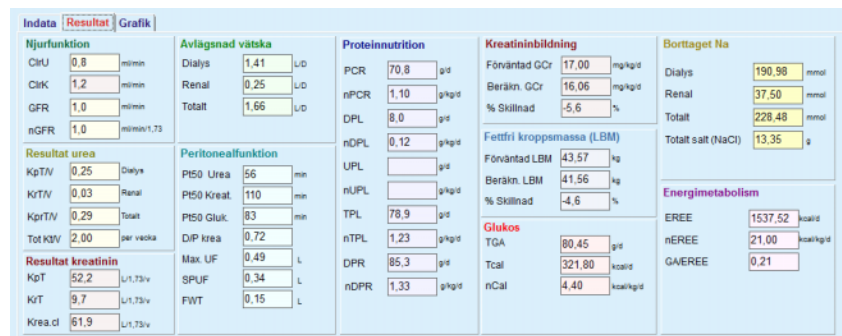 Indata Resultat Grafik
Njurfunktion
ClrU 0,8 ml/min
ClrK 1,2 ml/min
GFR 1,0 ml/min
nGFR 1,0 ml/min/1,73
Resultat urea
KpT/V 0,25 Dialys
KrT/V 0,03 Renal
KprT/V 0,29 Totalt
Tot Kt/V 2,00 per vecka
Resultat kreatinin
KpT 52,2 L/1,73/v
KrT 9,7 L/1,73/v
Krea.cl 61,9 L/1,73/v
Avlägsnad vätska
Dialys 1,41 L/D
Renal 0,25 L/D
Totalt 1,66 L/D
Peritonealfunktion
Pt50 Urea 56 min
Pt50 Kreat. 110 min
Pt50 Gluk. 83 min
D/P krea 0,72
Max. UF 0,49 L
SPUF 0,34 L
FWT 0,15 L
Proteinnutrition
PCR 70,8 g/d
nPCR 1,10 g/kg/d
DPL 8,0 g/d
nDPL 0,12 g/kg/d
UPL g/d
nUPL g/kg/d
TPL 78,9 g/d
nTPL 1,23 g/kg/d
DPR 85,3 g/d
nDPR 1,33 g/kg/d
Kreatininbildning
Förväntad GCr 17,00 mg/kg/d
Beräkn. GCr 16,06 mg/kg/d
% Skillnad -5,6 %
Fettfri kroppsmassa (LBM)
Förväntad LBM 43,57 kg
Beräkn. LBM 41,56 kg
% Skillnad -4,6 %
Glukos
TGA 80,45 g/d
Tcal 321,80 kcal/d
nCal 4,40 kcal/kg/d
Borttaget Na
Dialys 190,98 mmol
Renal 37,50 mmol
Totalt 228,48 mmol
Totalt salt (NaCl) 13,35 g
Energimetabolism
EREE 1537,52 kcal/d
nEREE 21,00 kcal/kg/d
GA/EREE 0,21